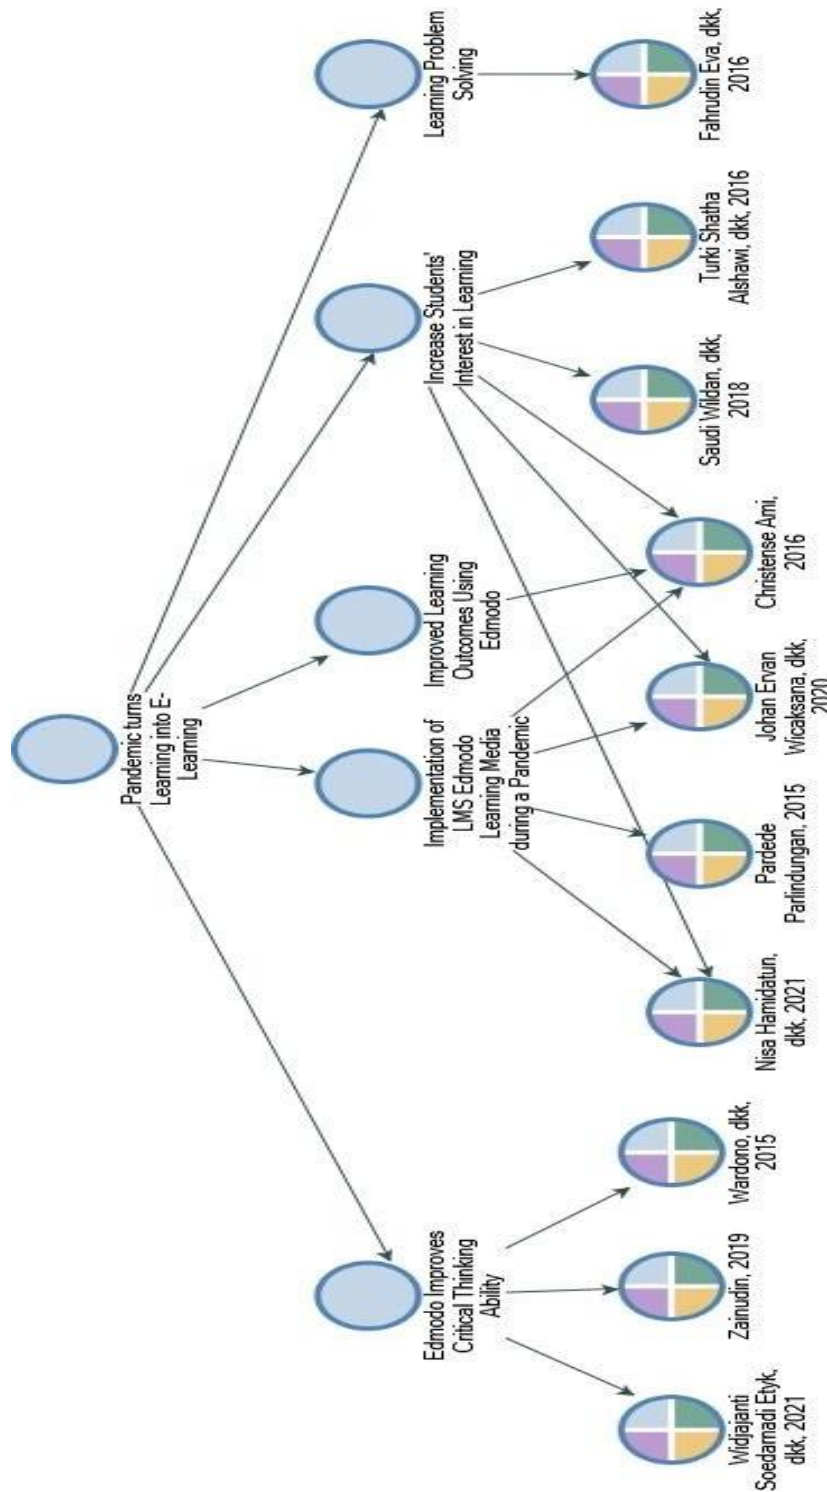 Pandemic turns
Learning into E-
Learning
Edmodo Improves
Critical Thinking
Ability
Implementation of
LMS Edmodo
Learning Media
during a Pandemic
Improved Learning
Outcomes Using
Edmodo
Increase Students'
Interest in Learning
Learning Problem
Solving
Widjajanti
Soedamadi Etyk,
dkk, 2021
Zainudin, 2019
Wardono, dkk,
2015
Nisa Hamidatun,
dkk, 2021
Pardede
Parlindungan, 2015
Johan Ervan
Wicaksana, dkk,
2020
Christense Ami,
2016
Saudi Wildan, dkk,
2018
Turki Shatha
Alshawi, dkk, 2016
Fahrudin Eva, dkk,
2016